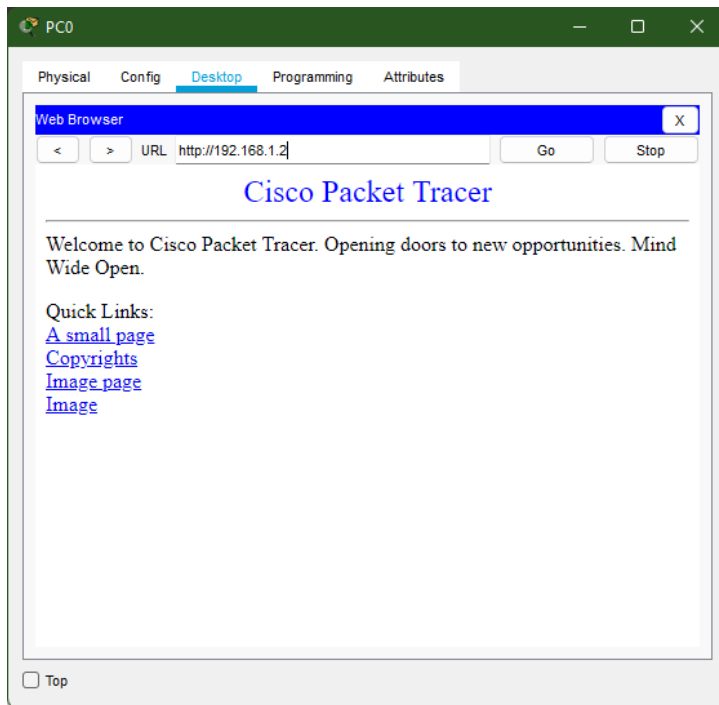 PC0
Physical Config Desktop Programming Attributes
Web Browser X
< > URL http://192.168.1.2 Go Stop
Cisco Packet Tracer
Welcome to Cisco Packet Tracer. Opening doors to new opportunities. Mind
Wide Open.
Quick Links:
A small page
Copyrights
Image page
Image
Top